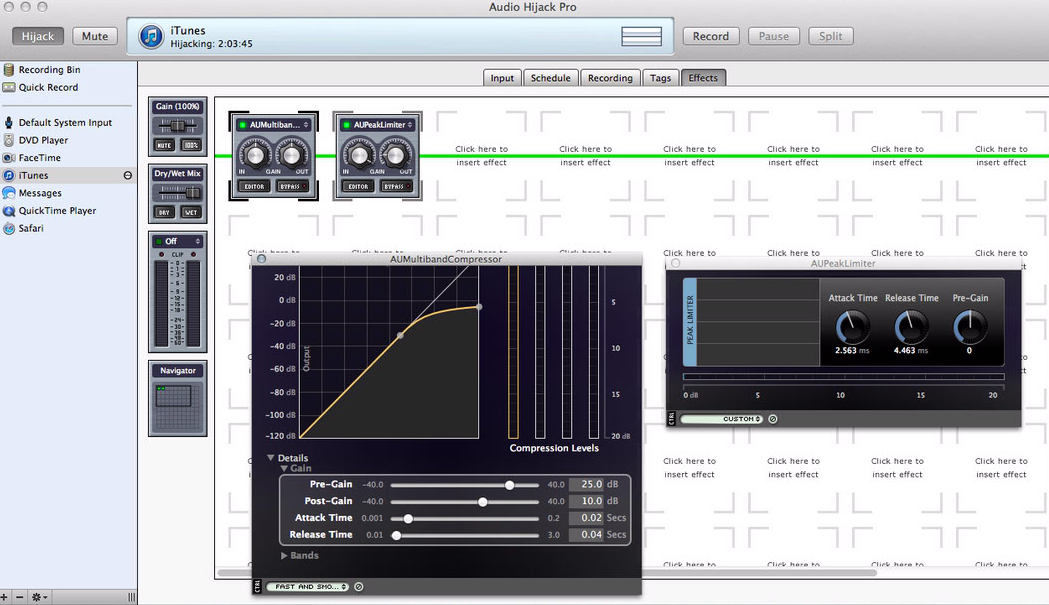 Audio Hijack Pro
Hijack
Mute
iTunes
Hijacking: 2:03:45
Record
Pause
Split
Recording Bin
Quick Record
Default System Input
DVD Player
FaceTime
iTunes
Messages
QuickTime Player
Safari
Input
Schedule
Recording
Tags
Effects
Gain (100%)
MUTE
100%
Dry/Wet Mix
DRY
WET
Off
CLIP
Navigator
AUMultiban...
IN GAIN OUT
EDITOR
BYPASS
AUPeakLimiter
IN GAIN OUT
EDITOR
BYPASS
Click here to
insert effect
Click here to
insert effect
Click here to
insert effect
Click here to
insert effect
Click here to
insert effect
Click here to
insert effect
AUMultibandCompressor
20 dB
0 dB
-20 dB
-40 dB
-60 dB
-80 dB
-100 dB
-120 dB
Output
5
10
15
20 dB
Compression Levels
Details
Gain
Pre-Gain -40.0 40.0 25.0 dB
Post-Gain -40.0 40.0 10.0 dB
Attack Time 0.001 0.2 0.02 Secs
Release Time 0.01 3.0 0.04 Secs
Bands
CTRL
FAST AND SMO...
AUPeakLimiter
PEAK LIMITER
Attack Time
Release Time
Pre-Gain
2.563 ms
4.463 ms
0
0 dB 5 10 15 20
CTRL
CUSTOM
Click here to
insert effect
Click here to
insert effect
Click here to
insert effect
Click here to
insert effect
Click here to
Click here to
Click here to
Click here to